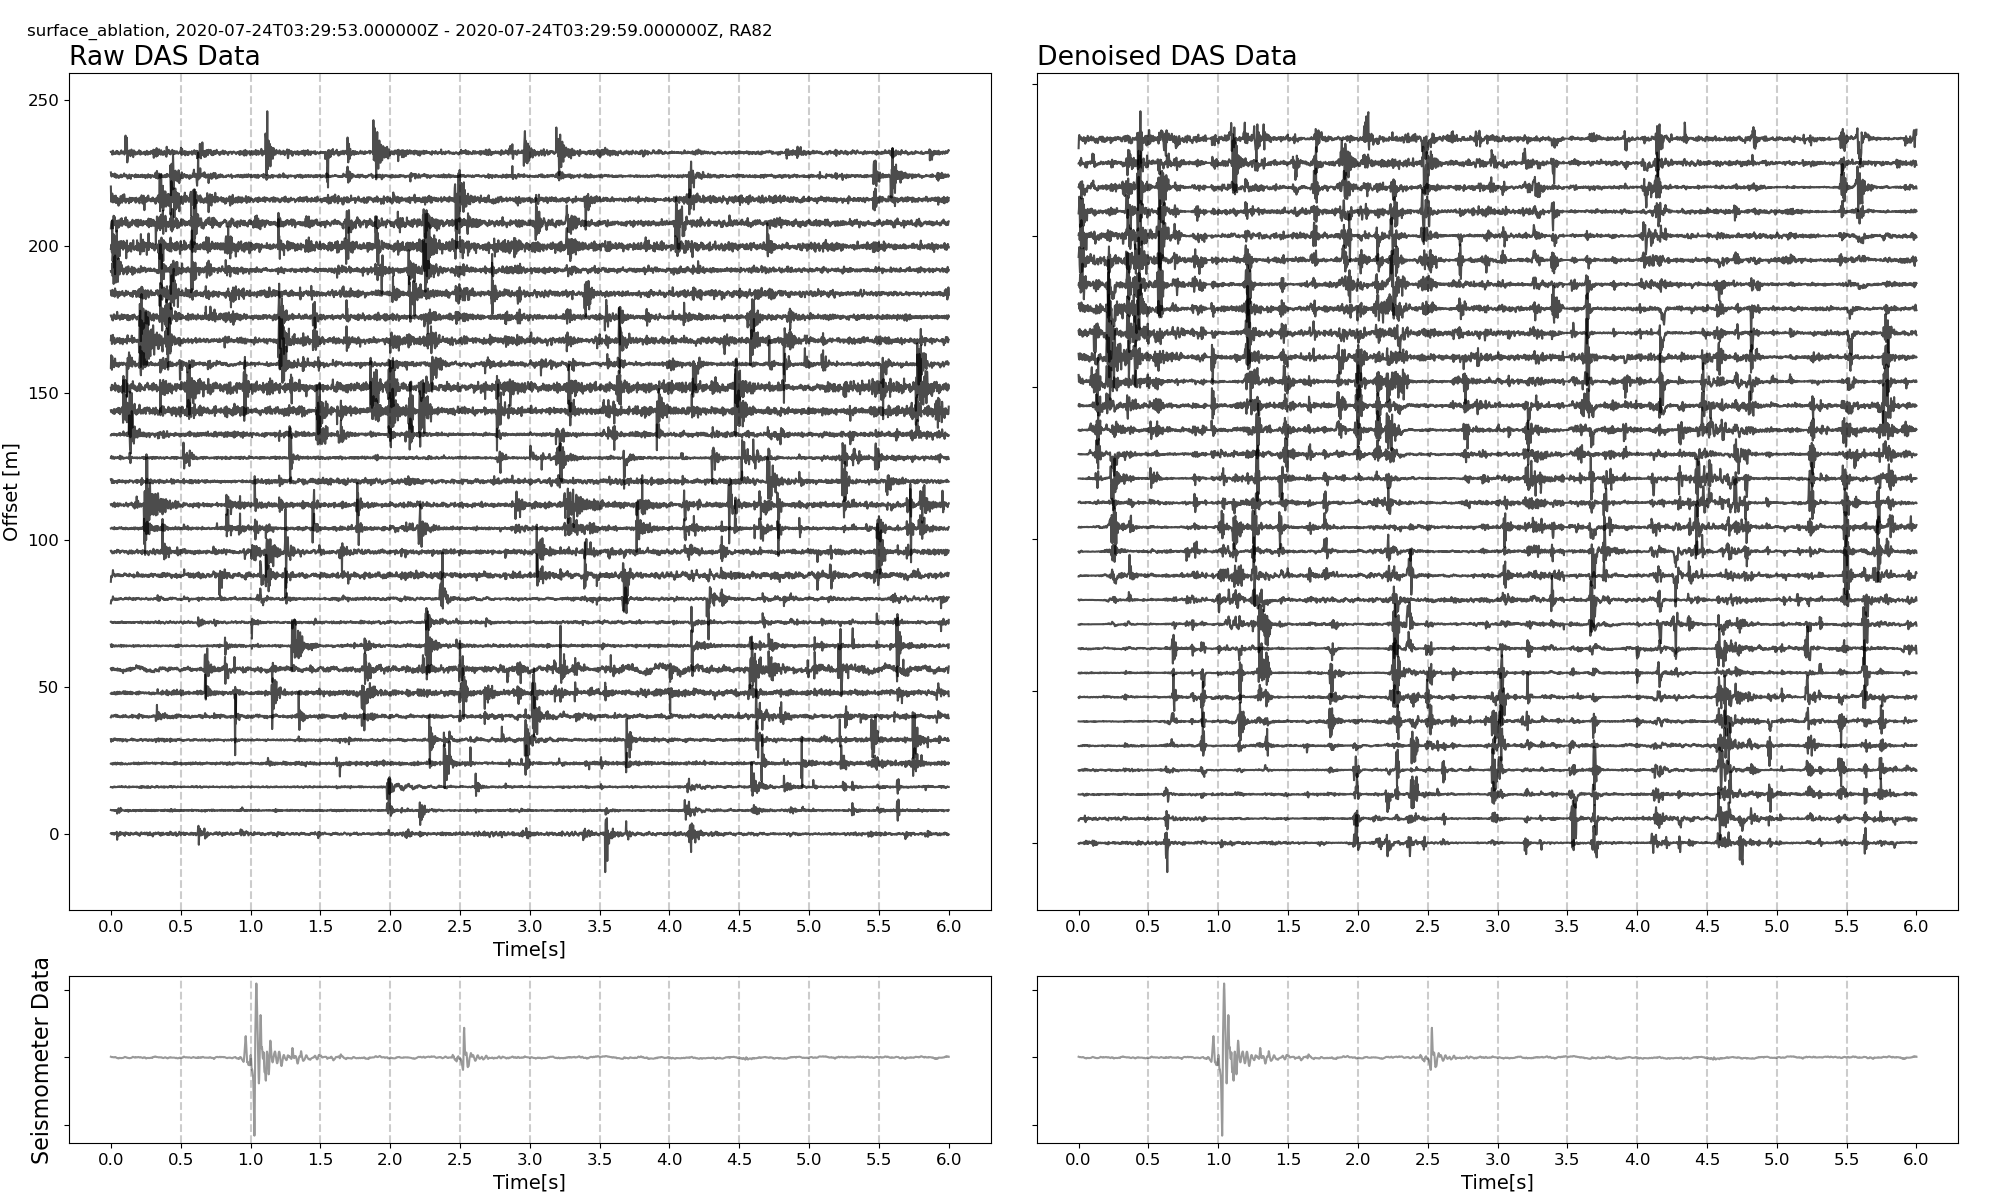 surface_ablation, 2020-07-24T03:29:53.000000Z - 2020-07-24T03:29:59.000000Z, RA82
Raw DAS Data
Denoised DAS Data
Offset [m]
250
200
150
100
50
0
0.0 0.5 1.0 1.5 2.0 2.5 3.0 3.5 4.0 4.5 5.0 5.5 6.0
Time[s]
0.0 0.5 1.0 1.5 2.0 2.5 3.0 3.5 4.0 4.5 5.0 5.5 6.0
Seismometer Data
0.0 0.5 1.0 1.5 2.0 2.5 3.0 3.5 4.0 4.5 5.0 5.5 6.0
Time[s]
0.0 0.5 1.0 1.5 2.0 2.5 3.0 3.5 4.0 4.5 5.0 5.5 6.0
Time[s]